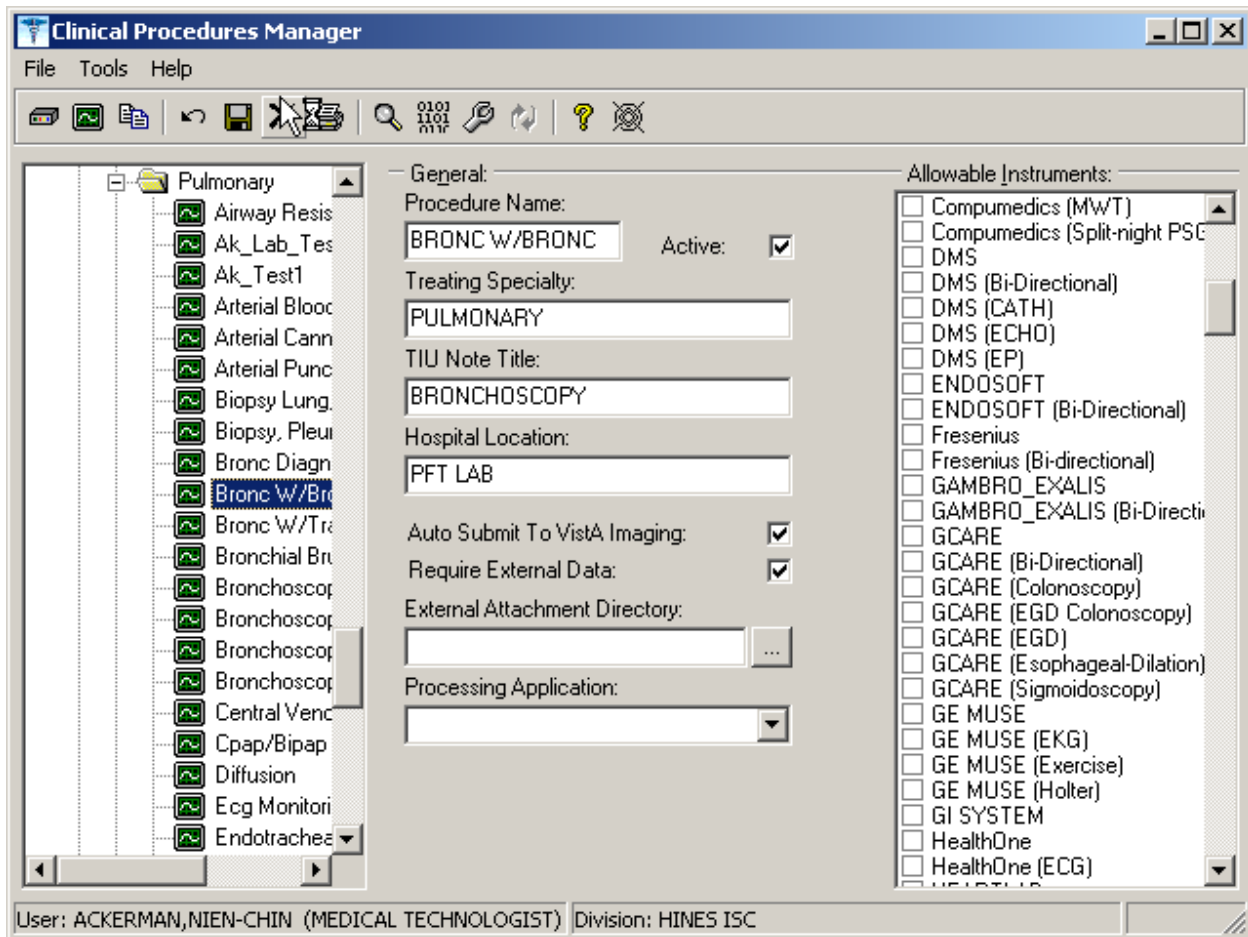 Clinical Procedures Manager
File Tools Help
Pulmonary
Airway Resis
Ak_Lab_Tes
Ak_Test1
Arterial Blood
Arterial Cann
Arterial Punc
Biopsy Lung,
Biopsy, Pleur
Bronc Diagn
Bronc W/Bro
Bronc W/Tra
Bronchial Bru
Bronchoscop
Bronchoscop
Bronchoscop
Bronchoscop
Central Veno
Cpap/Bipap
Diffusion
Ecg Monitori
Endotrachea
General:
Procedure Name:
BRONC W/BRONC
Active:
Treating Specialty:
PULMONARY
TIU Note Title:
BRONCHOSCOPY
Hospital Location:
PFT LAB
Auto Submit To VistA Imaging:
Require External Data:
External Attachment Directory:
...
Processing Application:
Allowable Instruments:
Compumedics (MWT)
Compumedics (Split-night PSG
DMS
DMS (Bi-Directional)
DMS (CATH)
DMS (ECHO)
DMS (EP)
ENDOSOFT
ENDOSOFT (Bi-Directional)
Fresenius
Fresenius (Bi-directional)
GAMBRO_EXALIS
GAMBRO_EXALIS (Bi-Directi
GCARE
GCARE (Bi-Directional)
GCARE (Colonoscopy)
GCARE (EGD Colonoscopy)
GCARE (EGD)
GCARE (Esophageal-Dilation)
GCARE (Sigmoidoscopy)
GE MUSE
GE MUSE (EKG)
GE MUSE (Exercise)
GE MUSE (Holter)
GI SYSTEM
HealthOne
HealthOne (ECG)
User: ACKERMAN,NIEN-CHIN (MEDICAL TECHNOLOGIST) Division: HINES ISC